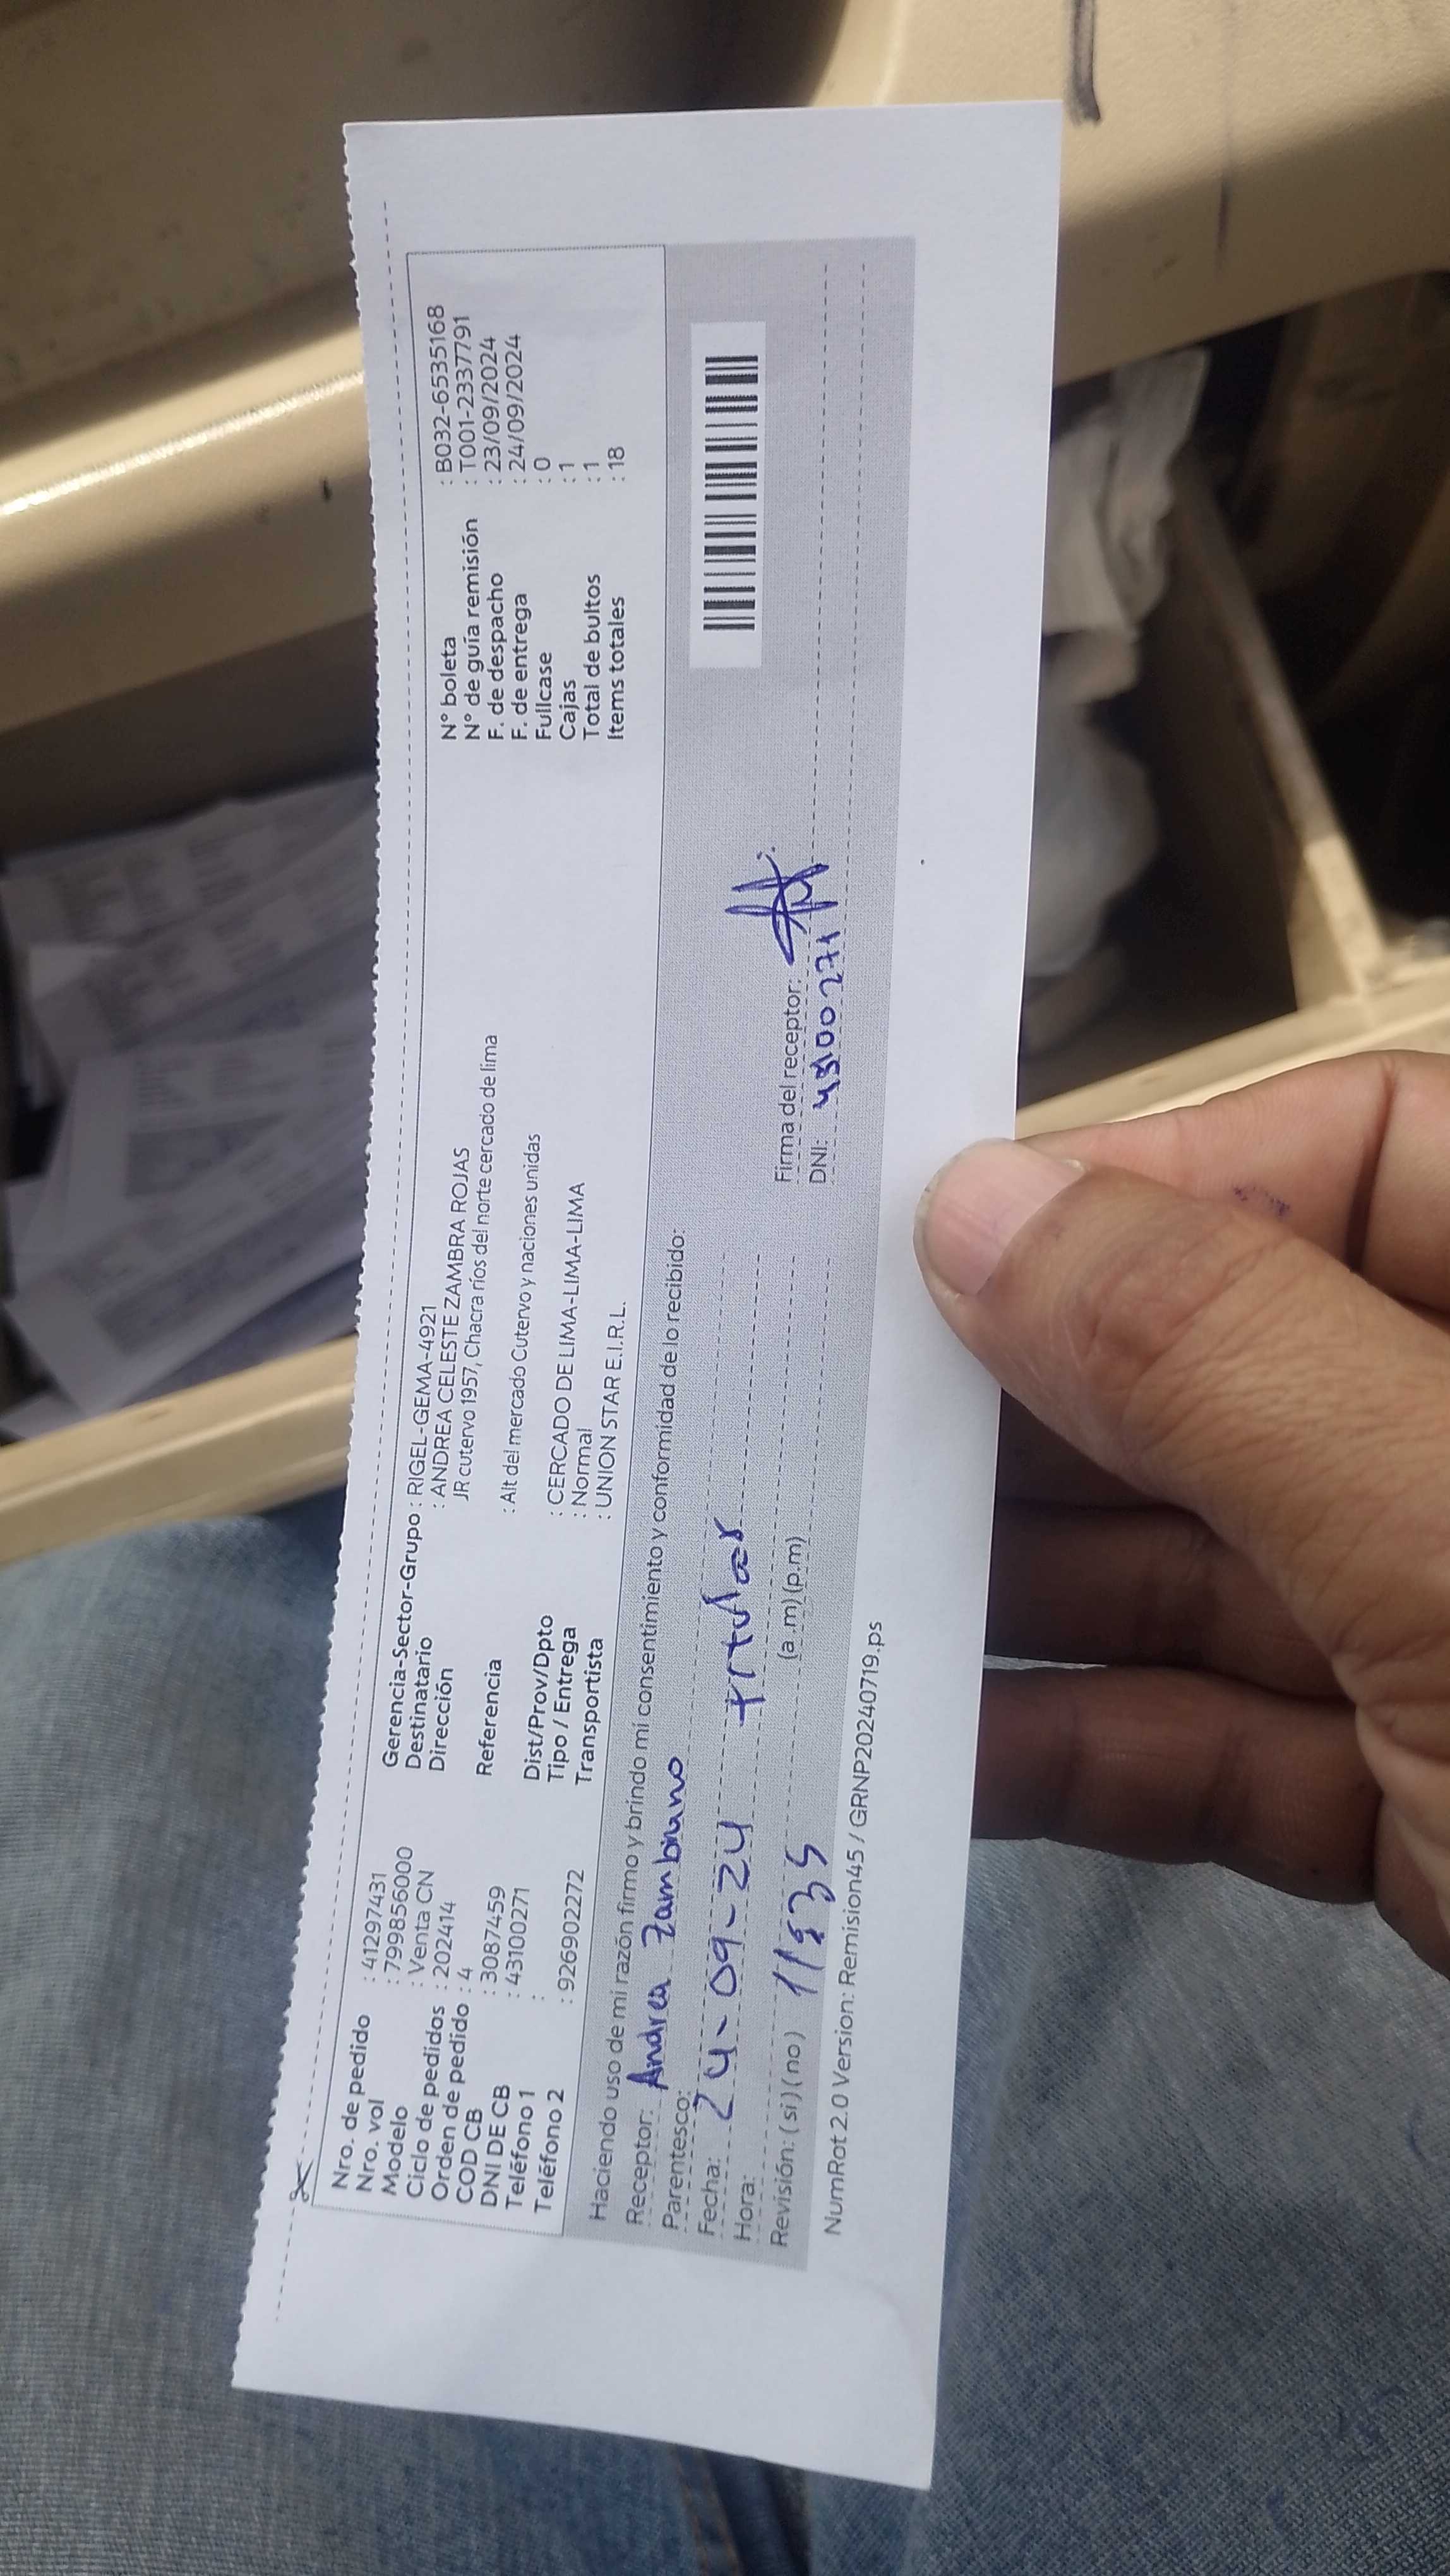 Nro. de pedido : 41297431
Nro. vol : 799856000
Modelo : Venta CN
Ciclo de pedidos : 202414
Orden de pedido : 4
COD CB : 3087459
DNI DE CB : 43100271
Teléfono 1 :
Teléfono 2 : 926902272
Gerencia-Sector-Grupo : RIGEL-GEMA-4921
Destinatario : ANDREA CELESTE ZAMBRA ROJAS
Dirección JR cutervo 1957, Chacra ríos del norte cercado de lima
Referencia : Alt del mercado Cutervo y naciones unidas
Dist/Prov/Dpto : CERCADO DE LIMA-LIMA-LIMA
Tipo / Entrega : Normal
Transportista : UNION STAR E.I.R.L.
N° boleta : B032-6535168
N° de guía remisión : T001-2337791
F. de despacho : 23/09/2024
F. de entrega : 24/09/2024
Fullcase : 0
Cajas : 1
Total de bultos : 1
Items totales : 18
Haciendo uso de mi razón firmo y brindo mi consentimiento y conformidad de lo recibido:
Receptor: Andrea Zambrano
Parentesco:
Fecha: 24-09-24 titular
Hora:
Revisión: (si) (no) 11:35 (a .m) (p.m)
Firma del receptor:
DNI: 43100271
NumRot 2.0 Version: Remision45 / GRNP20240719.ps